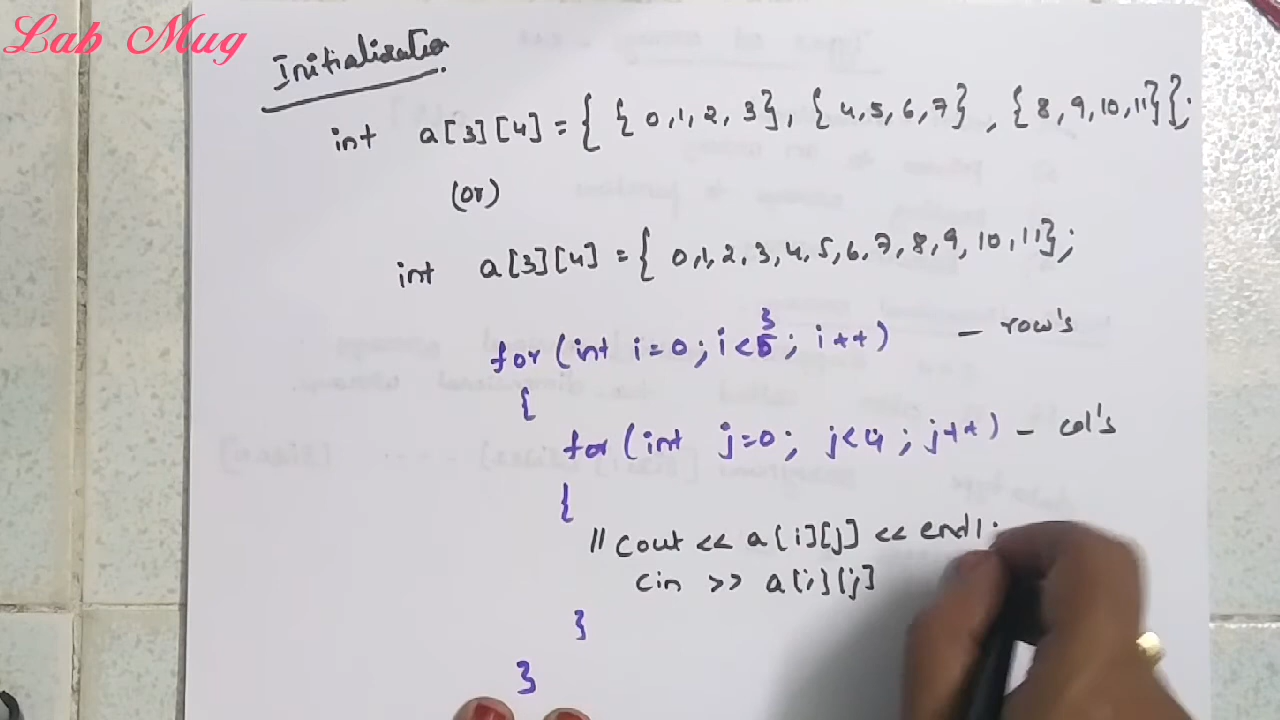 Lab Mug
Initialization
int a[3][4] = { { 0,1,2,3}, { 4,5,6,7} , { 8,9,10,11}};
(or)
int a[3][4] = { 0,1,2,3,4,5,6,7,8,9,10,11};
for (int i=0; i<3; i++) — row's
{
for (int j=0; j<4; j++) — col's
{
// cout << a[i][j] << endl;
cin >> a[i][j]
}
}